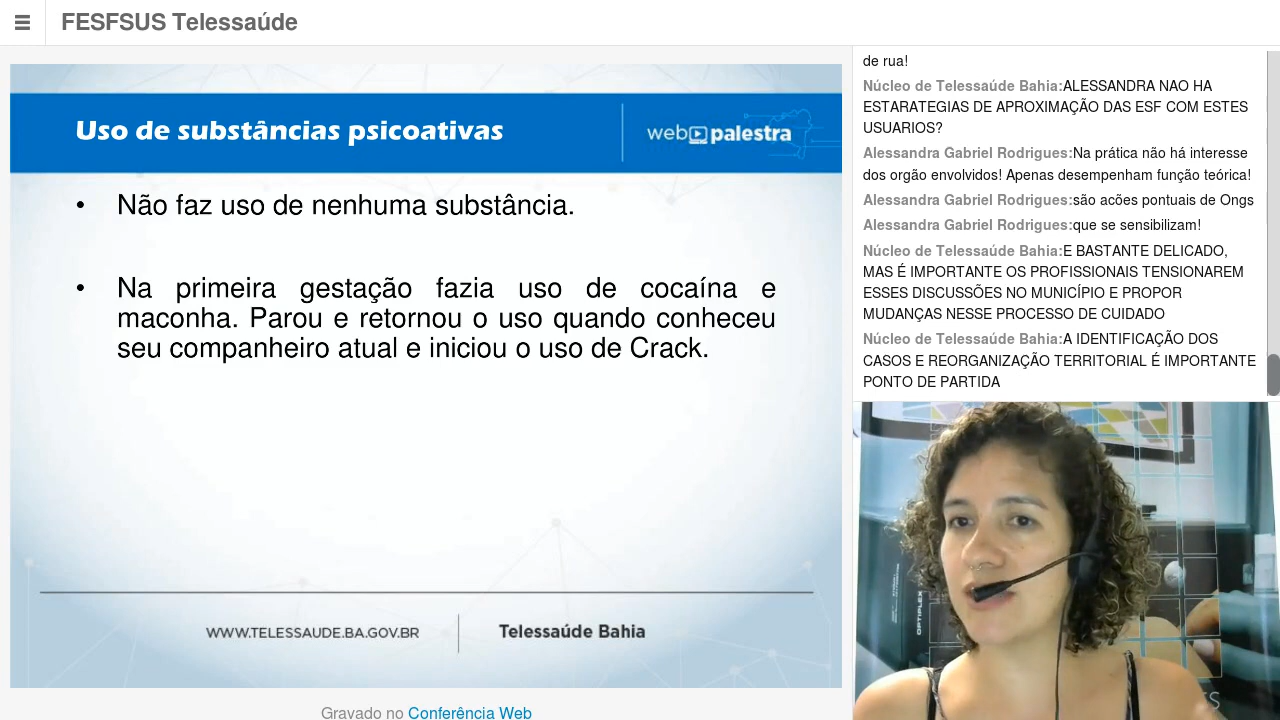 FESFSUS Telessaúde
Uso de substâncias psicoativas
web palestra
• Não faz uso de nenhuma substância.
• Na primeira gestação fazia uso de cocaína e
maconha. Parou e retornou o uso quando conheceu
seu companheiro atual e iniciou o uso de Crack.
WWW.TELESSAUDE.BA.GOV.BR
Telessaúde Bahia
Gravado no Conferência Web
de rua!
Núcleo de Telessaúde Bahia:ALESSANDRA NAO HA
ESTARATEGIAS DE APROXIMAÇÃO DAS ESF COM ESTES
USUARIOS?
Alessandra Gabriel Rodrigues:Na prática não há interesse
dos orgão envolvidos! Apenas desempenham função teórica!
Alessandra Gabriel Rodrigues:são acões pontuais de Ongs
Alessandra Gabriel Rodrigues:que se sensibilizam!
Núcleo de Telessaúde Bahia:E BASTANTE DELICADO,
MAS É IMPORTANTE OS PROFISSIONAIS TENSIONAREM
ESSES DISCUSSÕES NO MUNICÍPIO E PROPOR
MUDANÇAS NESSE PROCESSO DE CUIDADO
Núcleo de Telessaúde Bahia:A IDENTIFICAÇÃO DOS
CASOS E REORGANIZAÇÃO TERRITORIAL É IMPORTANTE
PONTO DE PARTIDA
OPTIPLEX